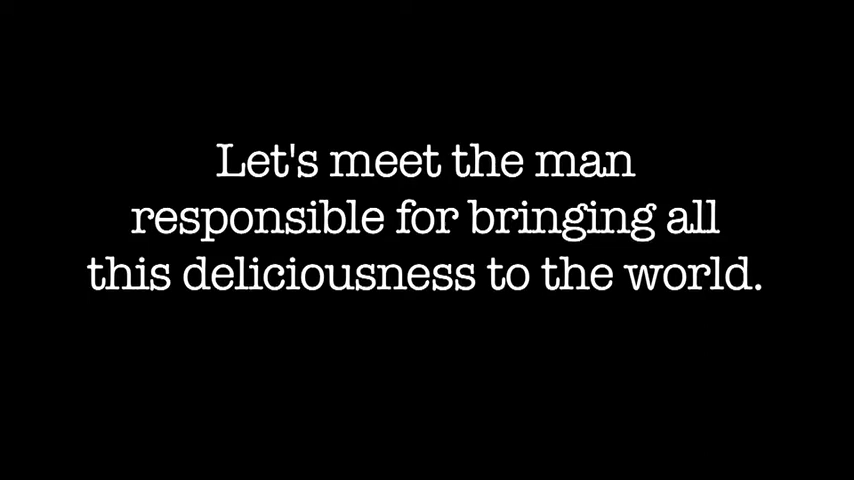 Let's meet the man
responsible for bringing all
this deliciousness to the world.